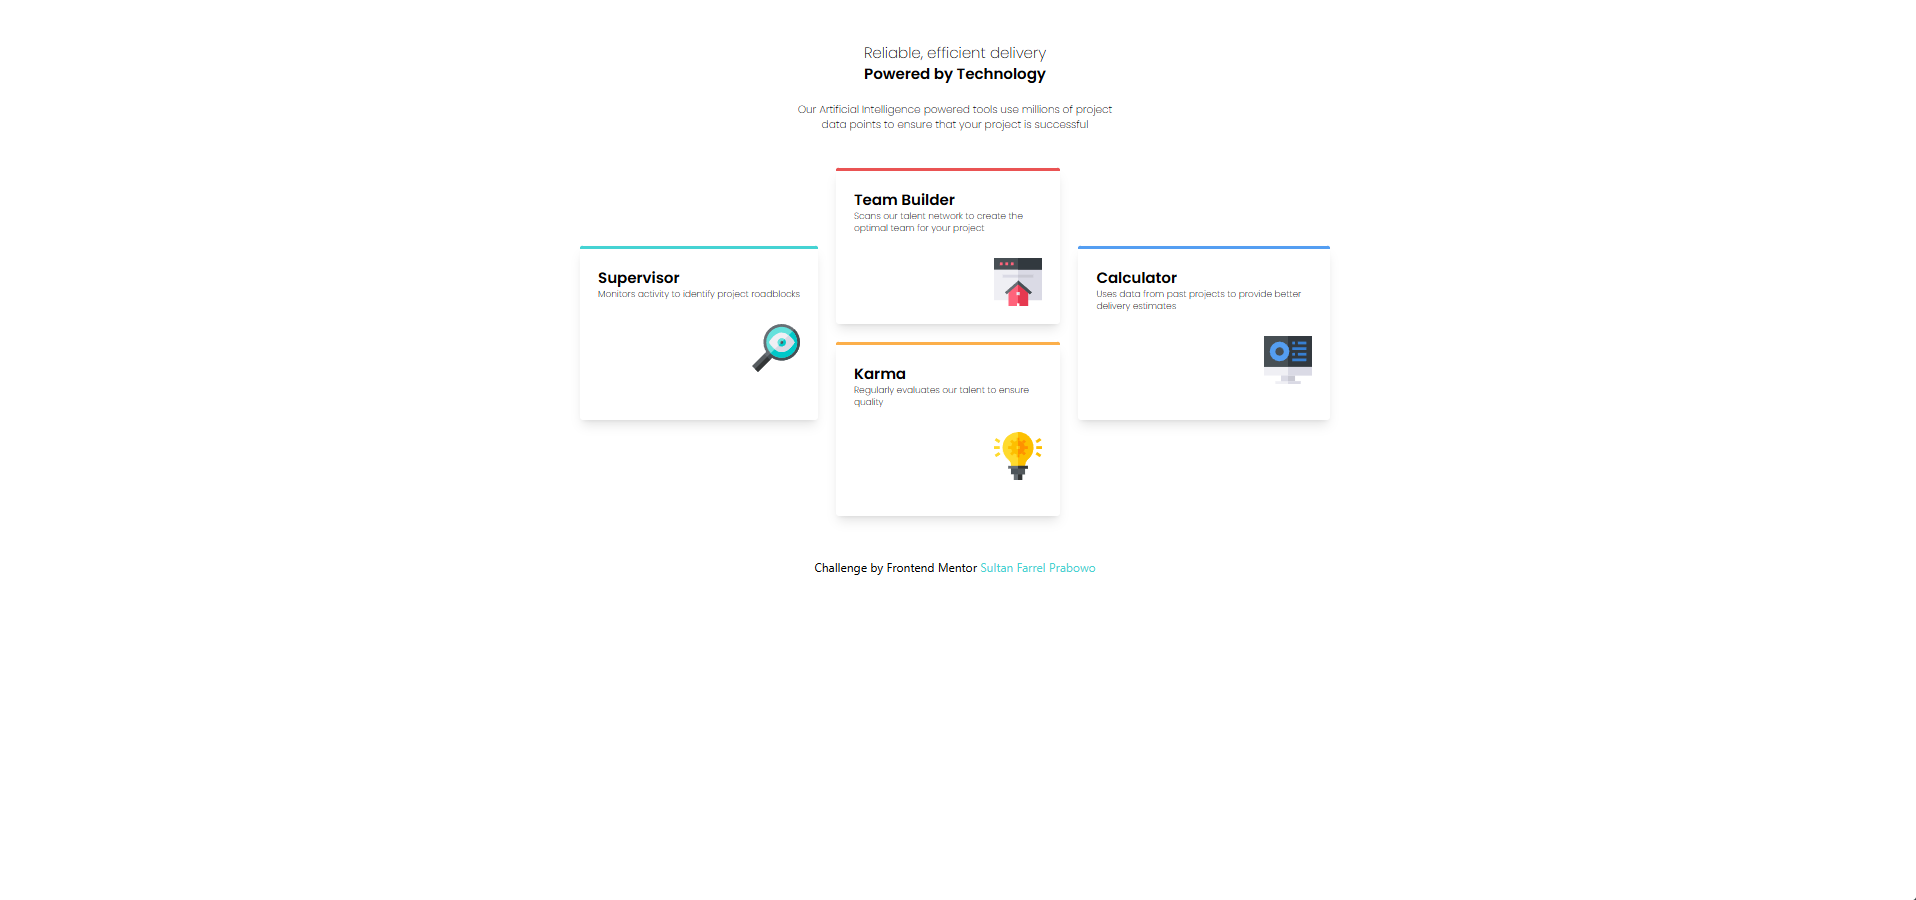 Reliable, efficient delivery
Powered by Technology
Our Artificial Intelligence powered tools use millions of project
data points to ensure that your project is successful
Supervisor
Monitors activity to identify project roadblocks
Team Builder
Scans our talent network to create the
optimal team for your project
Karma
Regularly evaluates our talent to ensure
quality
Calculator
Uses data from past projects to provide better
delivery estimates
Challenge by Frontend Mentor Sultan Farrel Prabowo